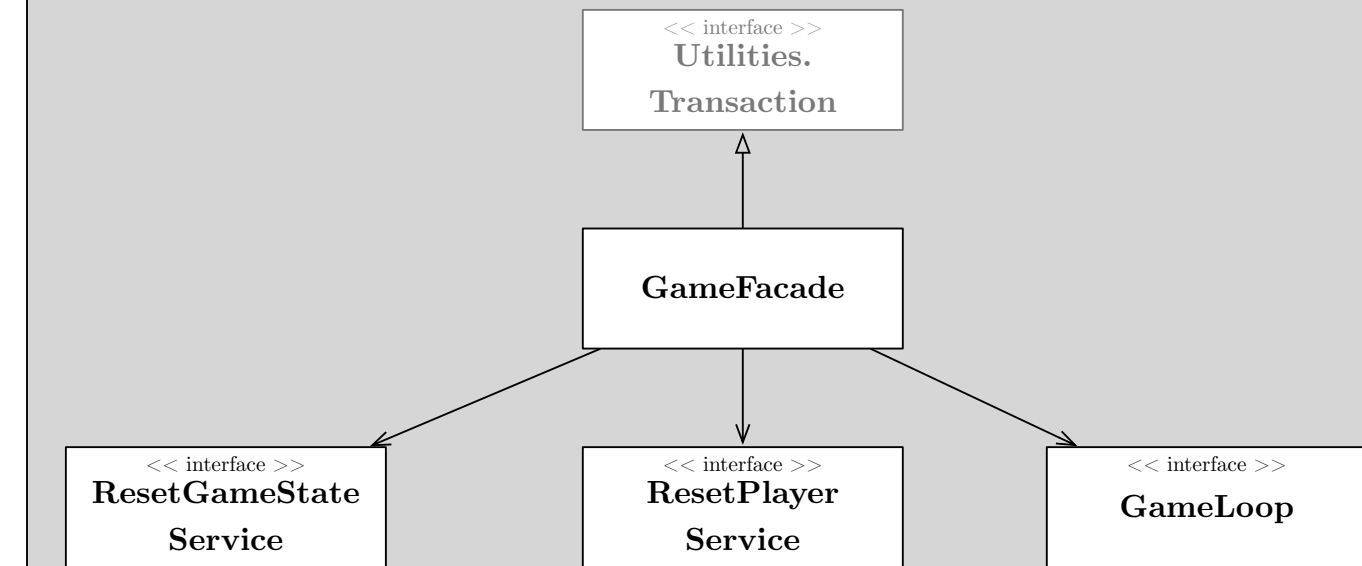 << interface >>
Utilities.
Transaction
GameFacade
<< interface >>
ResetGameState
Service
<< interface >>
ResetPlayer
Service
<< interface >>
GameLoop